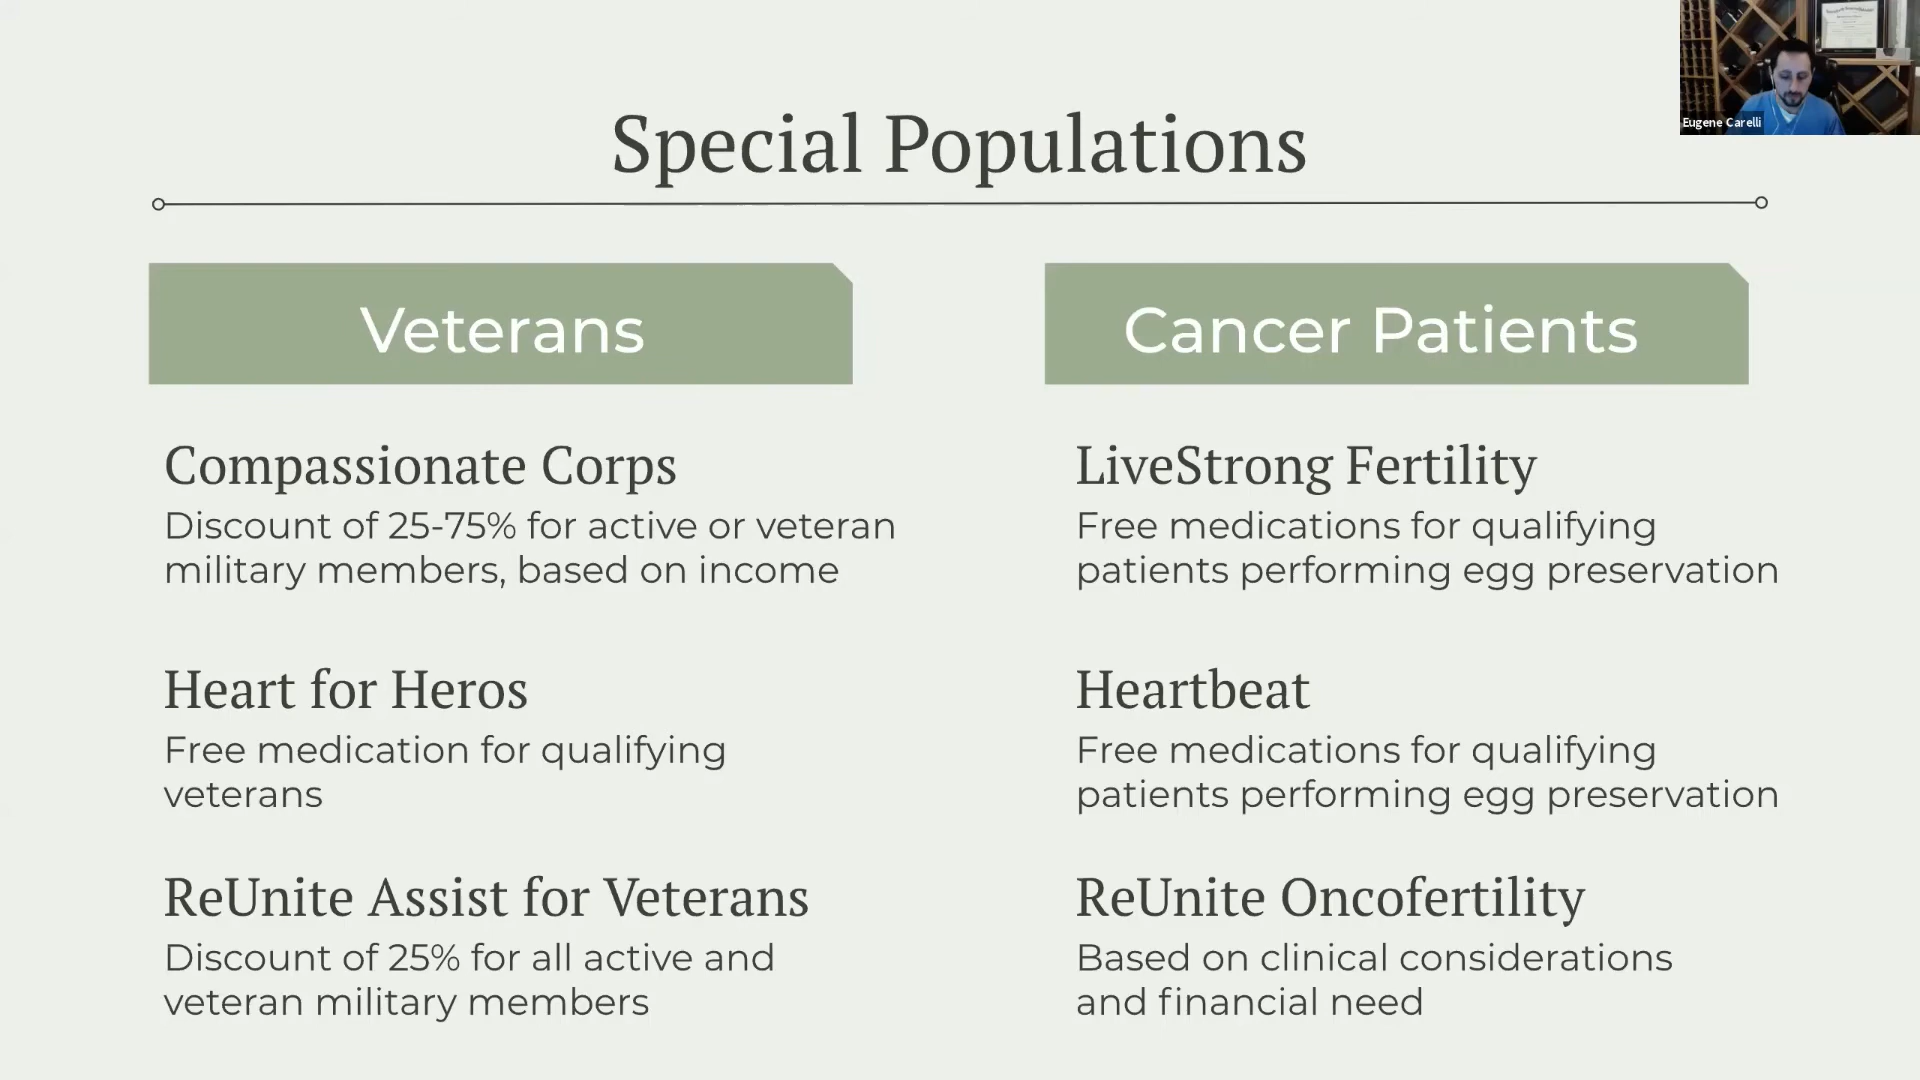 Special Populations
Eugene Carelli
Veterans
Compassionate Corps
Discount of 25-75% for active or veteran
military members, based on income
Heart for Heros
Free medication for qualifying
veterans
ReUnite Assist for Veterans
Discount of 25% for all active and
veteran military members
Cancer Patients
LiveStrong Fertility
Free medications for qualifying
patients performing egg preservation
Heartbeat
Free medications for qualifying
patients performing egg preservation
ReUnite Oncofertility
Based on clinical considerations
and financial need